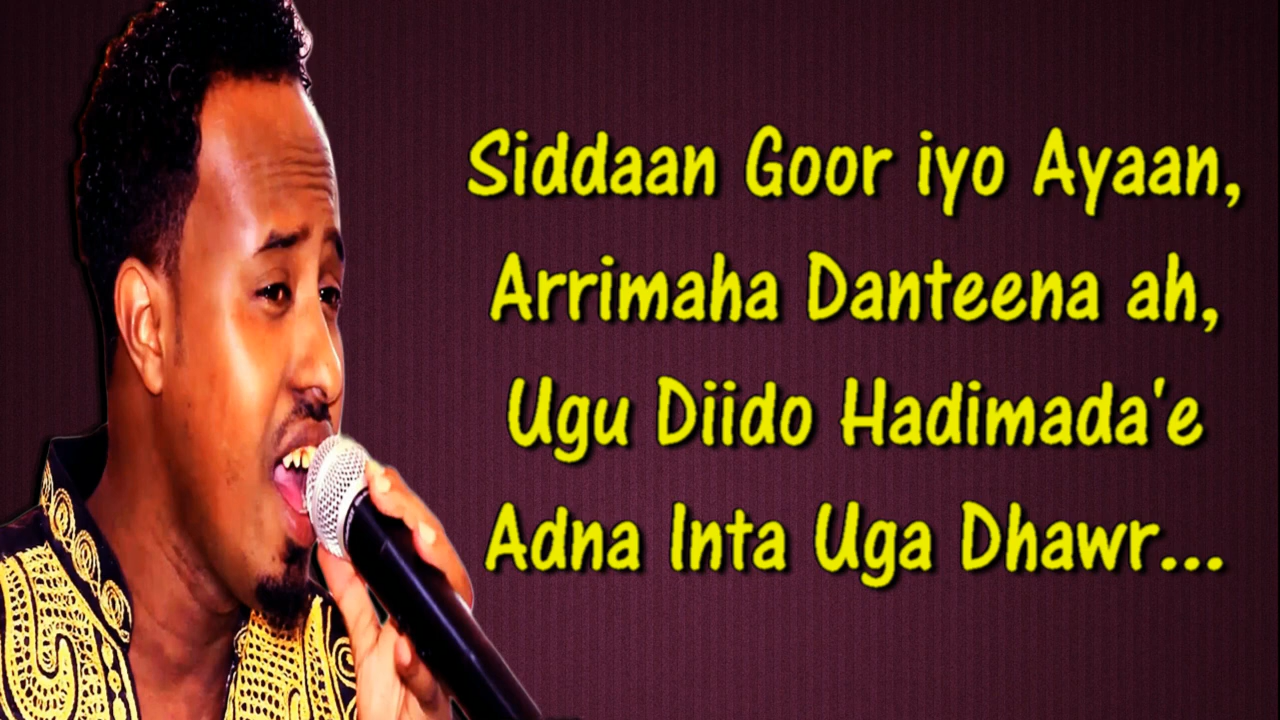 Siddaan Goor iyo Ayaan,
Arrimaha Danteena ah,
Ugu Diido Hadimada'e
Adna Inta Uga Dhawr...